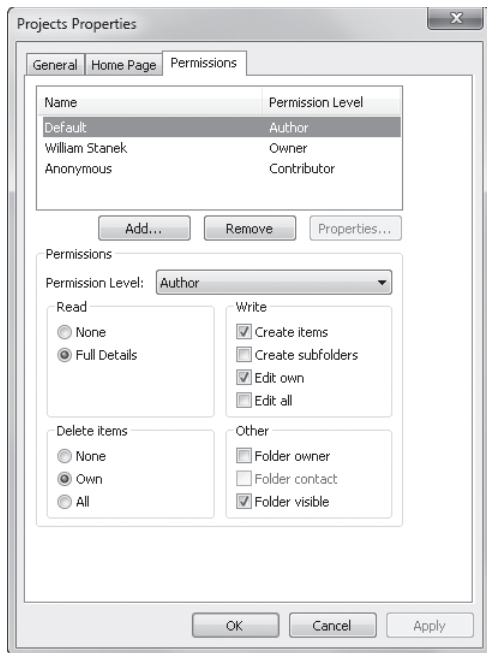 Projects Properties
General Home Page Permissions
Name Permission Level
Default Author
William Stanek Owner
Anonymous Contributor
Add... Remove Properties...
Permissions
Permission Level: Author
Read
None
Full Details
Write
Create items
Create subfolders
Edit own
Edit all
Delete items
None
Own
All
Other
Folder owner
Folder contact
Folder visible
OK Cancel Apply